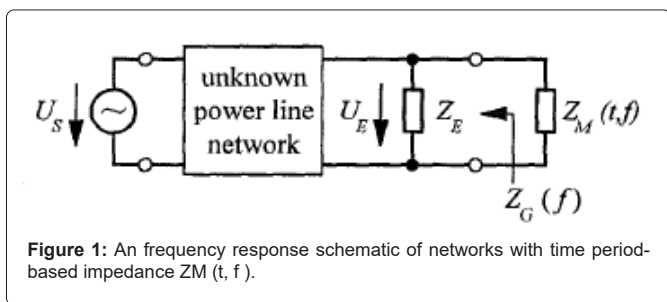 unknown
power line
network
U_S
U_E
Z_E
Z_M (t,f)
Z_G (f)
Figure 1: An frequency response schematic of networks with time period-
based impedance ZM (t, f ).